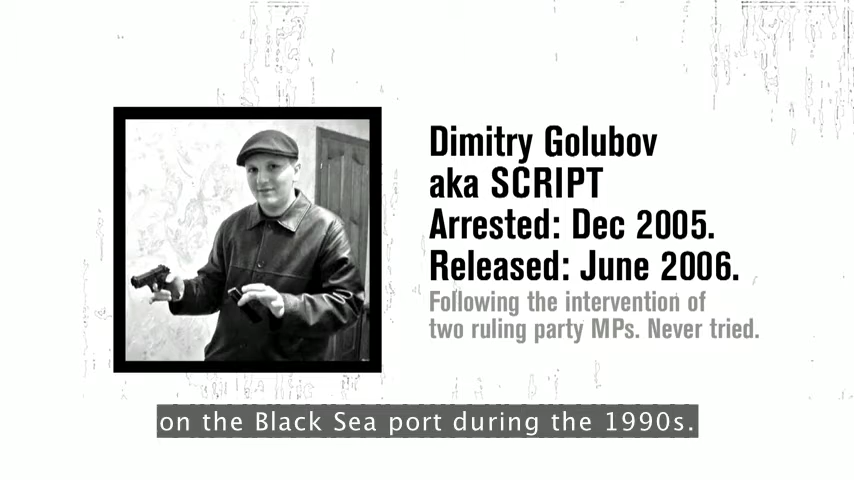 Dimitry Golubov
aka SCRIPT
Arrested: Dec 2005.
Released: June 2006.
Following the intervention of
two ruling party MPs. Never tried.
on the Black Sea port during the 1990s.